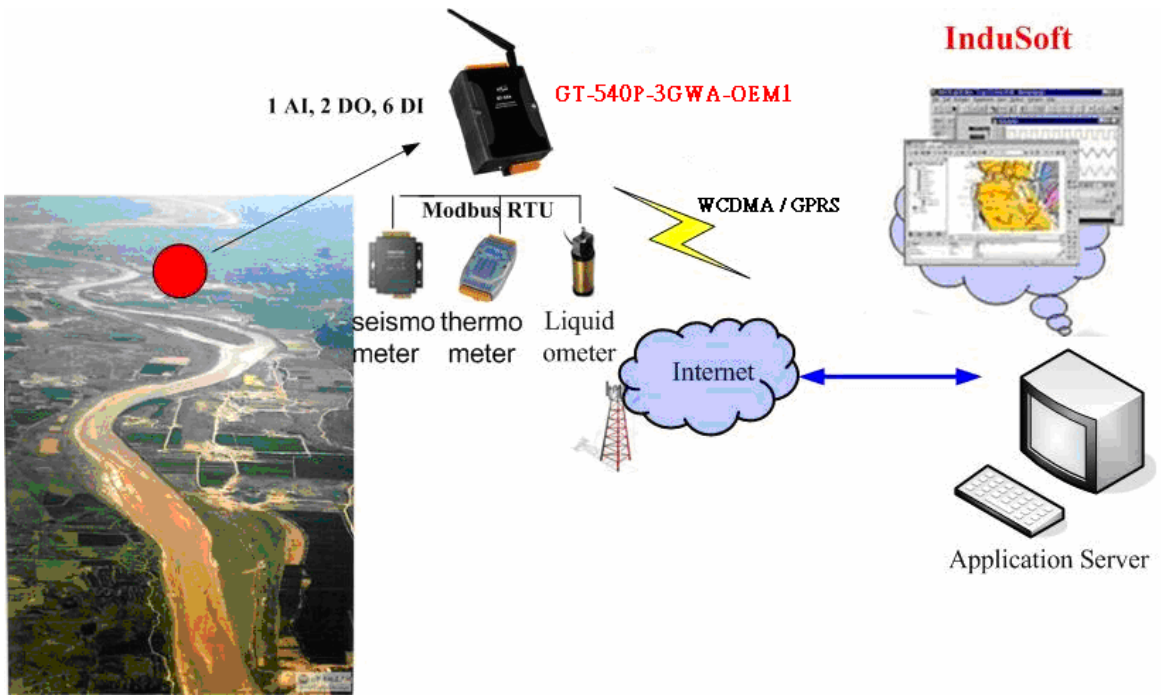 InduSoft
GT-540P-3GWA-OEM1
1 AI, 2 DO, 6 DI
Modbus RTU
WCDMA / GPRS
seismo
meter
thermo
meter
Liquid
ometer
Internet
Application Server